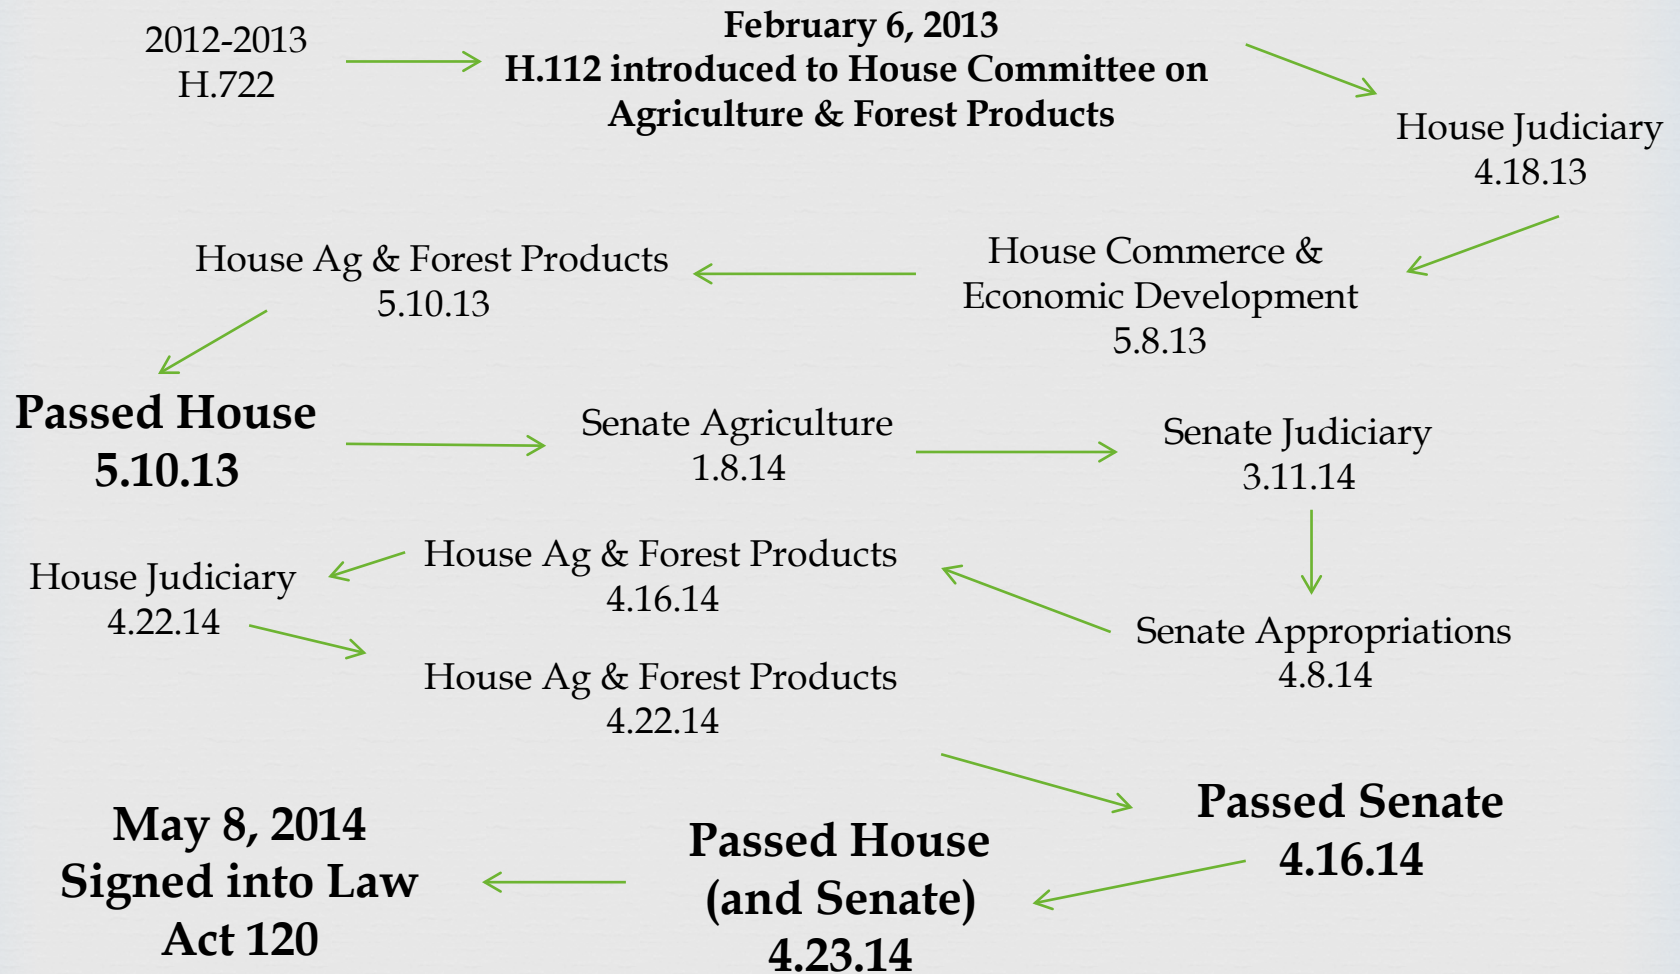 2012-2013
H.722
February 6, 2013
H.112 introduced to House Committee on
Agriculture & Forest Products
House Judiciary
4.18.13
House Commerce &
Economic Development
5.8.13
House Ag & Forest Products
5.10.13
Passed House
5.10.13
Senate Agriculture
1.8.14
Senate Judiciary
3.11.14
Senate Appropriations
4.8.14
House Ag & Forest Products
4.16.14
House Judiciary
4.22.14
House Ag & Forest Products
4.22.14
Passed Senate
4.16.14
Passed House
(and Senate)
4.23.14
May 8, 2014
Signed into Law
Act 120